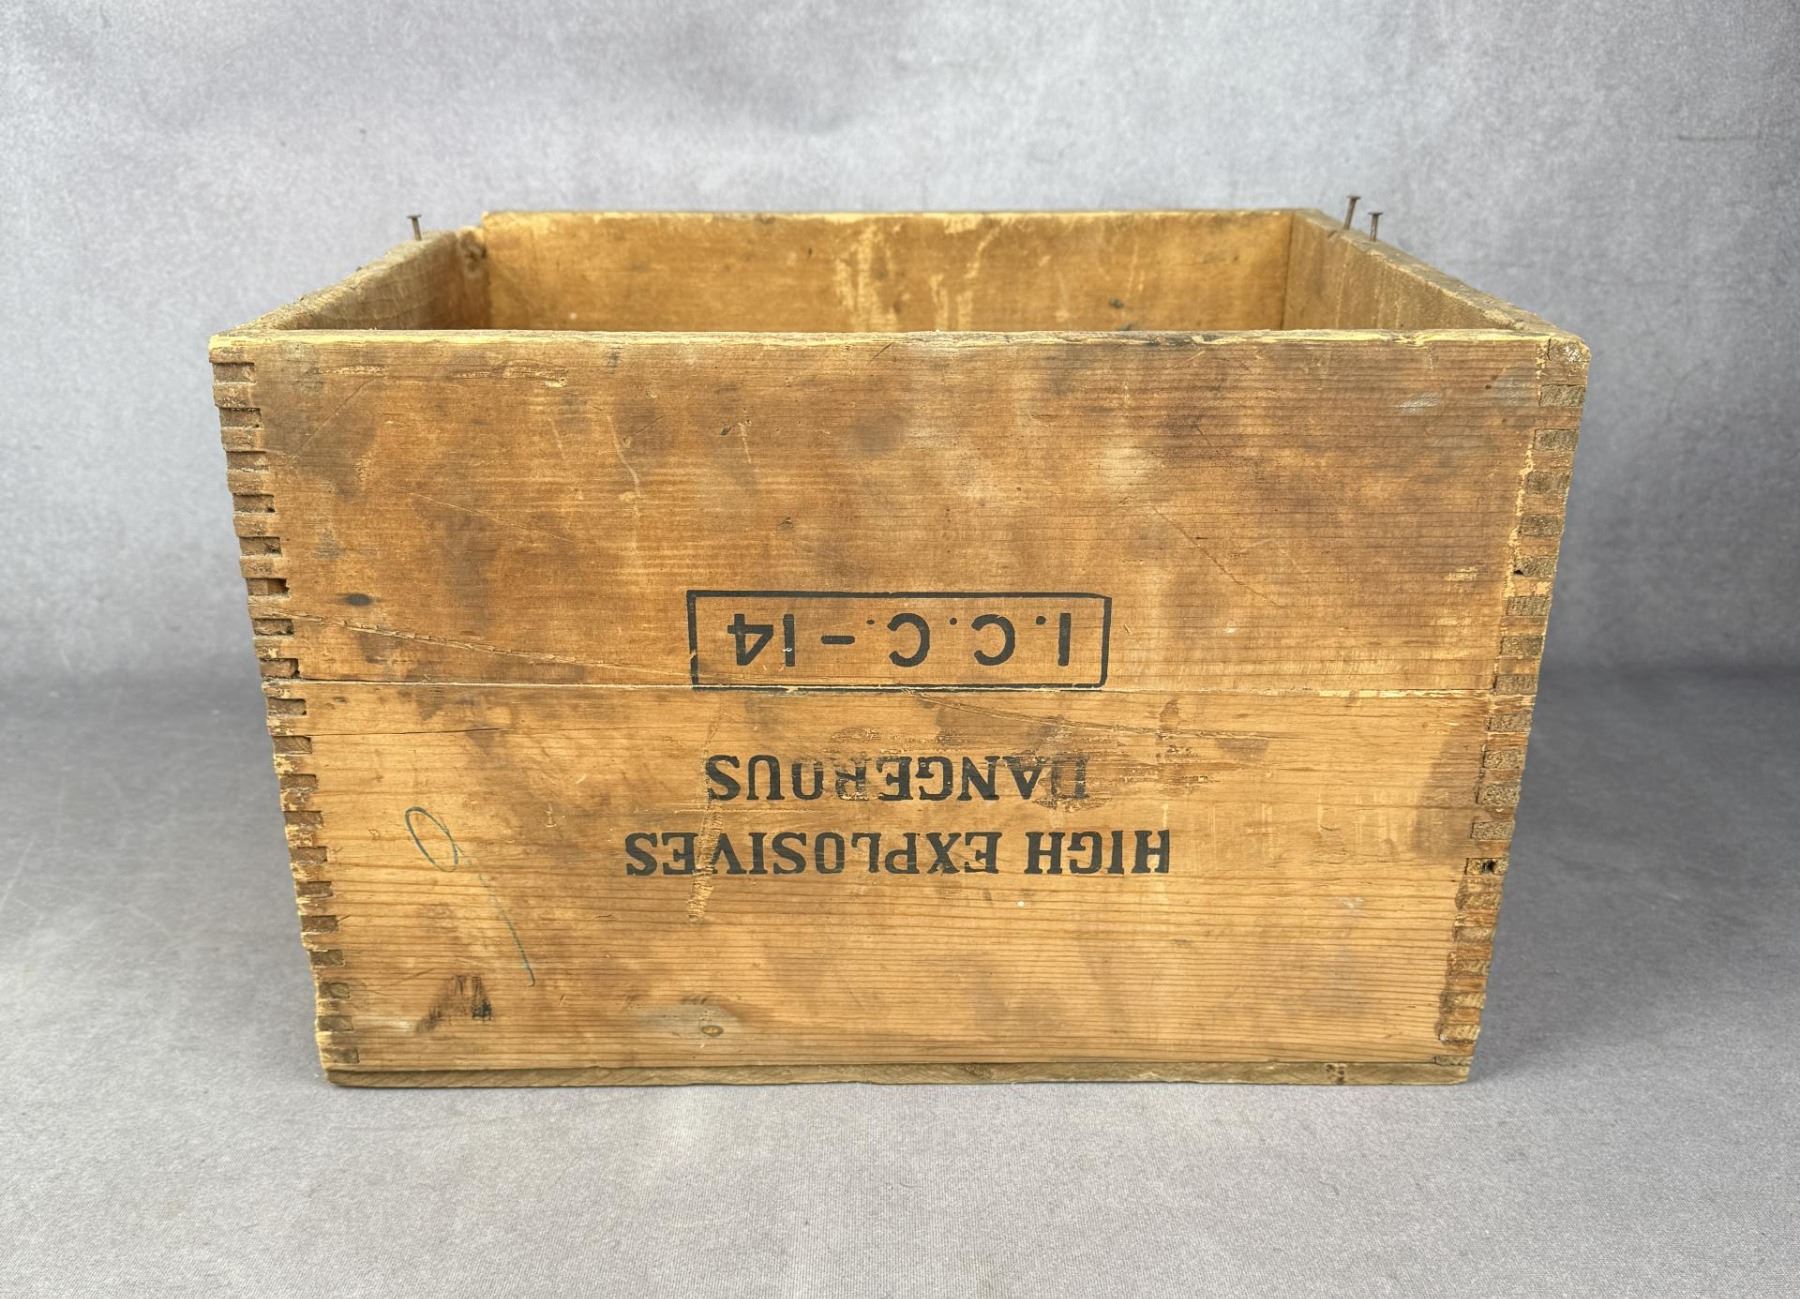 HIGH EXPLOSIVES
DANGEROUS
I.C.C.-14